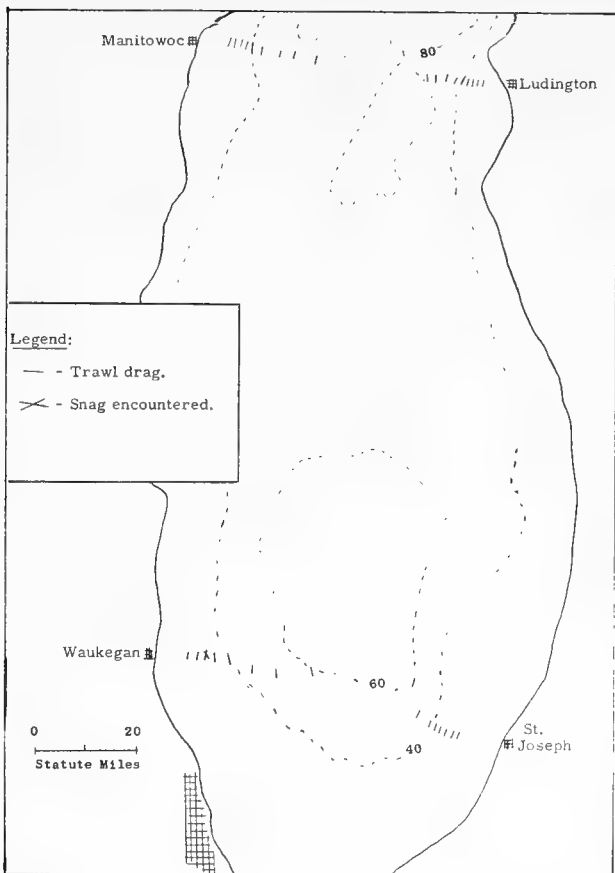 Manitowoc
80
Ludington
Legend:
- Trawl drag.
- Snag encountered.
Waukegan
60
0 20
Statute Miles
St.
Joseph
40